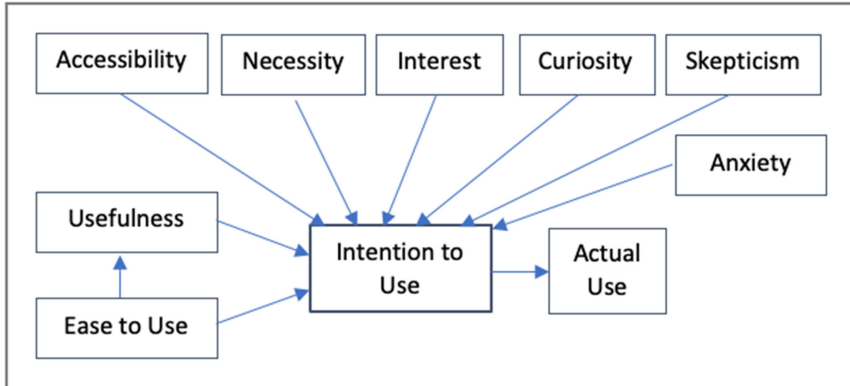 Accessibility
Necessity
Interest
Curiosity
Skepticism
Anxiety
Usefulness
Intention to
Use
Actual
Use
Ease to Use